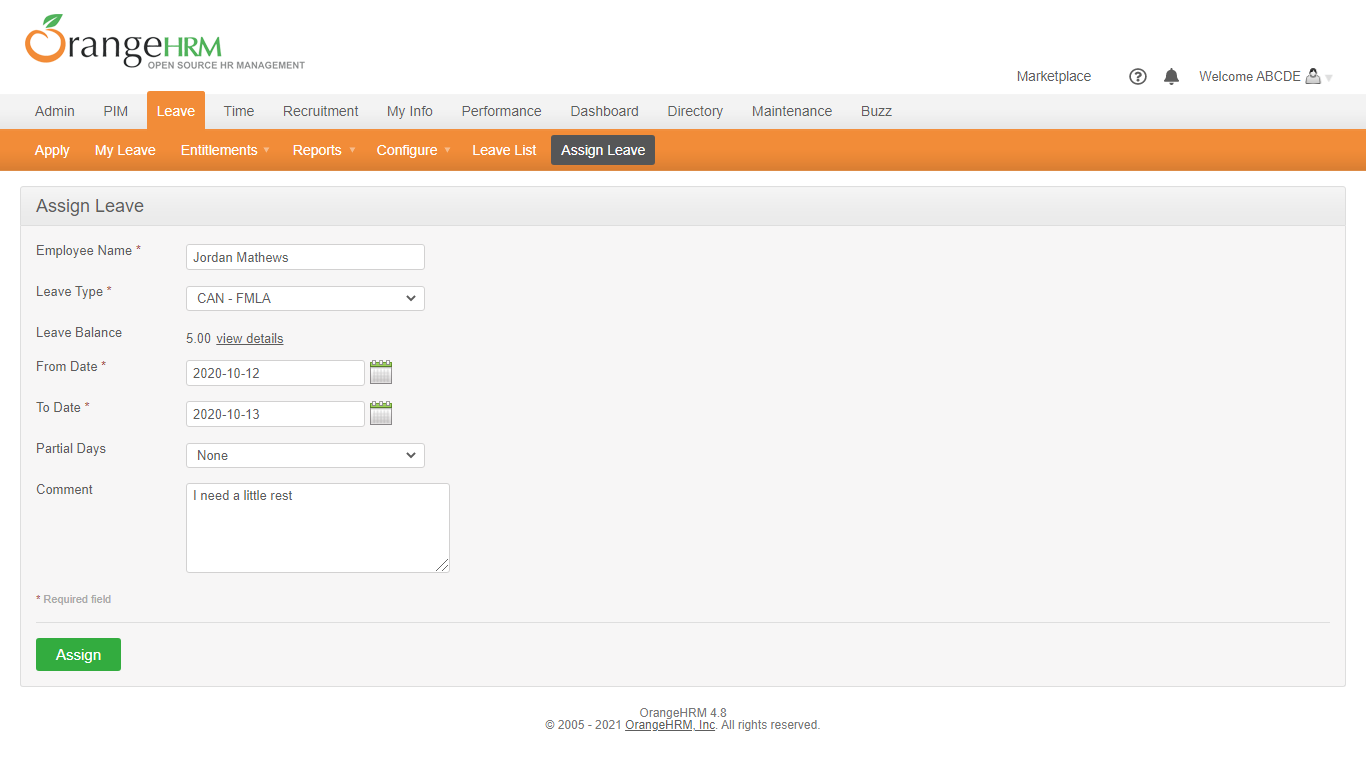 OrangeHRM
OPEN SOURCE HR MANAGEMENT
Marketplace ? Welcome ABCDE
Admin PIM Leave Time Recruitment My Info Performance Dashboard Directory Maintenance Buzz
Apply My Leave Entitlements Reports Configure Leave List Assign Leave
Assign Leave
Employee Name * Jordan Mathews
Leave Type * CAN - FMLA
Leave Balance 5.00 view details
From Date * 2020-10-12
To Date * 2020-10-13
Partial Days None
Comment I need a little rest
* Required field
Assign
OrangeHRM 4.8
© 2005 - 2021 OrangeHRM, Inc. All rights reserved.